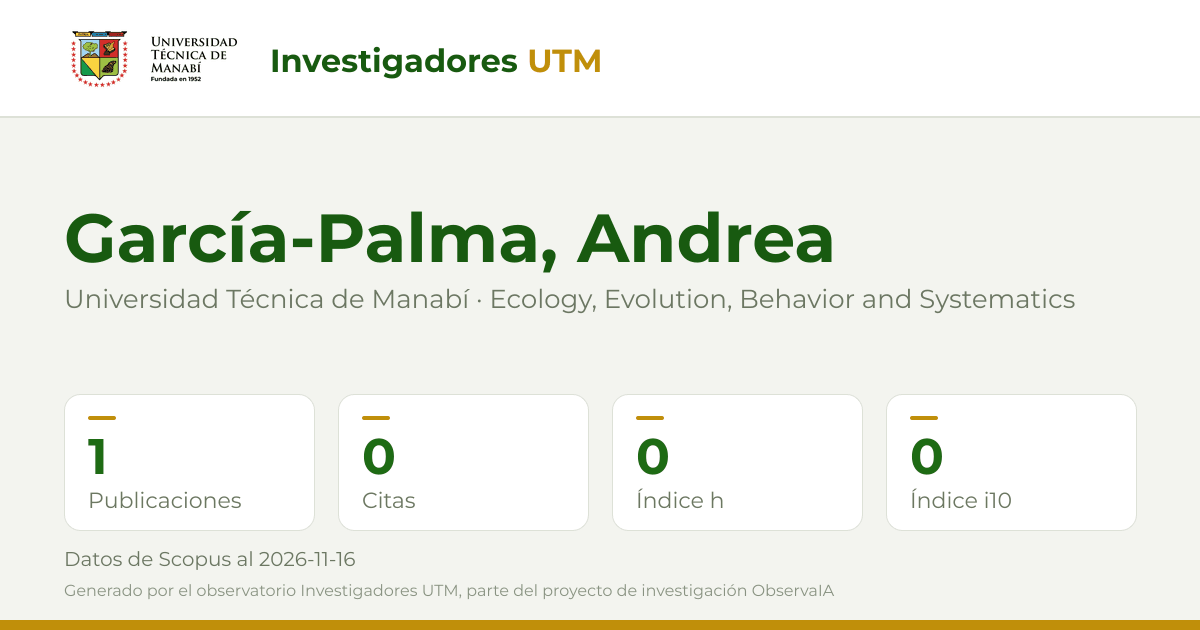 UNIVERSIDAD
TÉCNICA DE
MANABÍ
Fundada en 1952
Investigadores UTM
García-Palma, Andrea
Universidad Técnica de Manabí · Ecology, Evolution, Behavior and Systematics
1
Publicaciones
0
Citas
0
Índice h
0
Índice i10
Datos de Scopus al 2026-11-16
Generado por el observatorio Investigadores UTM, parte del proyecto de investigación ObservaIA